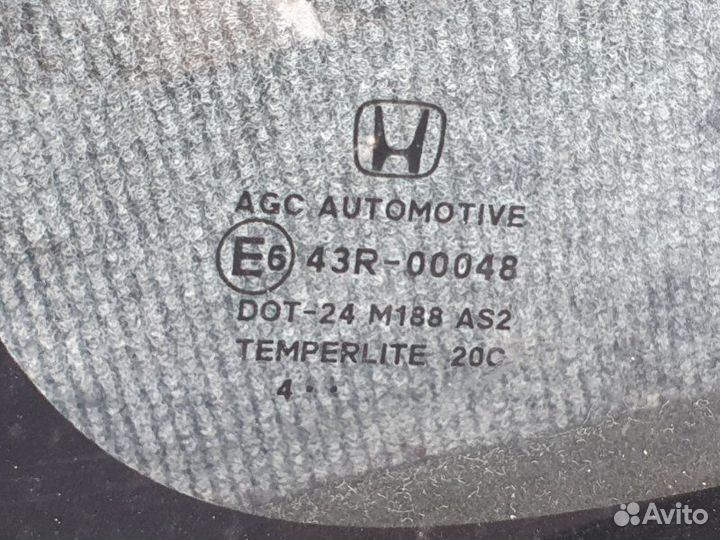 AGC AUTOMOTIVE
E6 43R-00048
DOT-24 M188 AS2
TEMPERLITE 20C
4 · ·
Avito